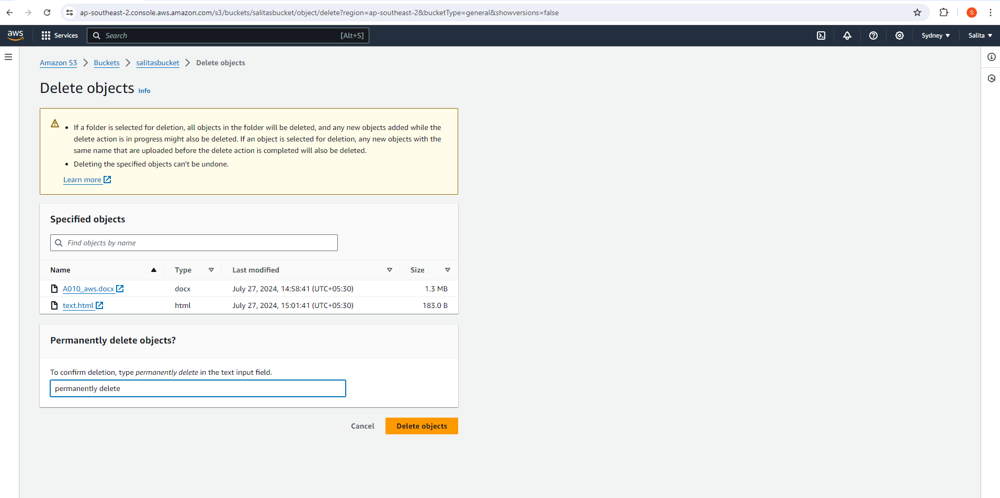 ap-southeast-2.console.aws.amazon.com/s3/buckets/salitasbucket/object/delete?region=ap-southeast-2&bucketType=general&showversions=false
S
aws
Services
Search
[Alt+S]
Sydney
Salita
Amazon S3
Buckets
salitasbucket
Delete objects
Delete objects Info
• If a folder is selected for deletion, all objects in the folder will be deleted, and any new objects added while the
delete action is in progress might also be deleted. If an object is selected for deletion, any new objects with the
same name that are uploaded before the delete action is completed will also be deleted.
• Deleting the specified objects can't be undone.
Learn more
Specified objects
Find objects by name
Name Type Last modified Size
A010_aws.docx docx July 27, 2024, 14:58:41 (UTC+05:30) 1.3 MB
text.html html July 27, 2024, 15:01:41 (UTC+05:30) 183.0 B
Permanently delete objects?
To confirm deletion, type permanently delete in the text input field.
permanently delete
Cancel
Delete objects